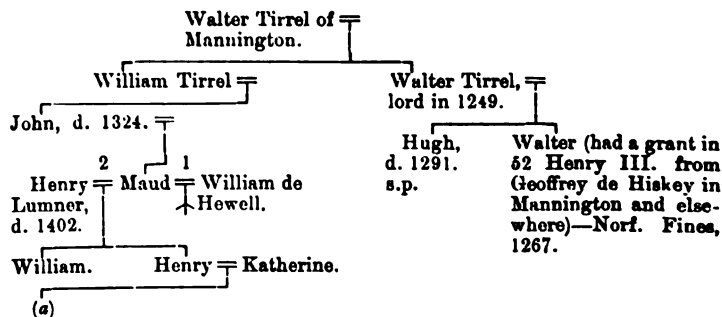 Walter Tirrel of
Mannington.
William Tirrel
Walter Tirrel,
lord in 1249.
John, d. 1324.
Hugh,
d. 1291.
s.p.
Walter (had a grant in
52 Henry III. from
Geoffrey de Hiskey in
Mannington and else-
where)—Norf. Fines,
1267.
2 1
Henry Maud William de
Lumner, Hewell.
d. 1402.
William. Henry Katherine.
(a)